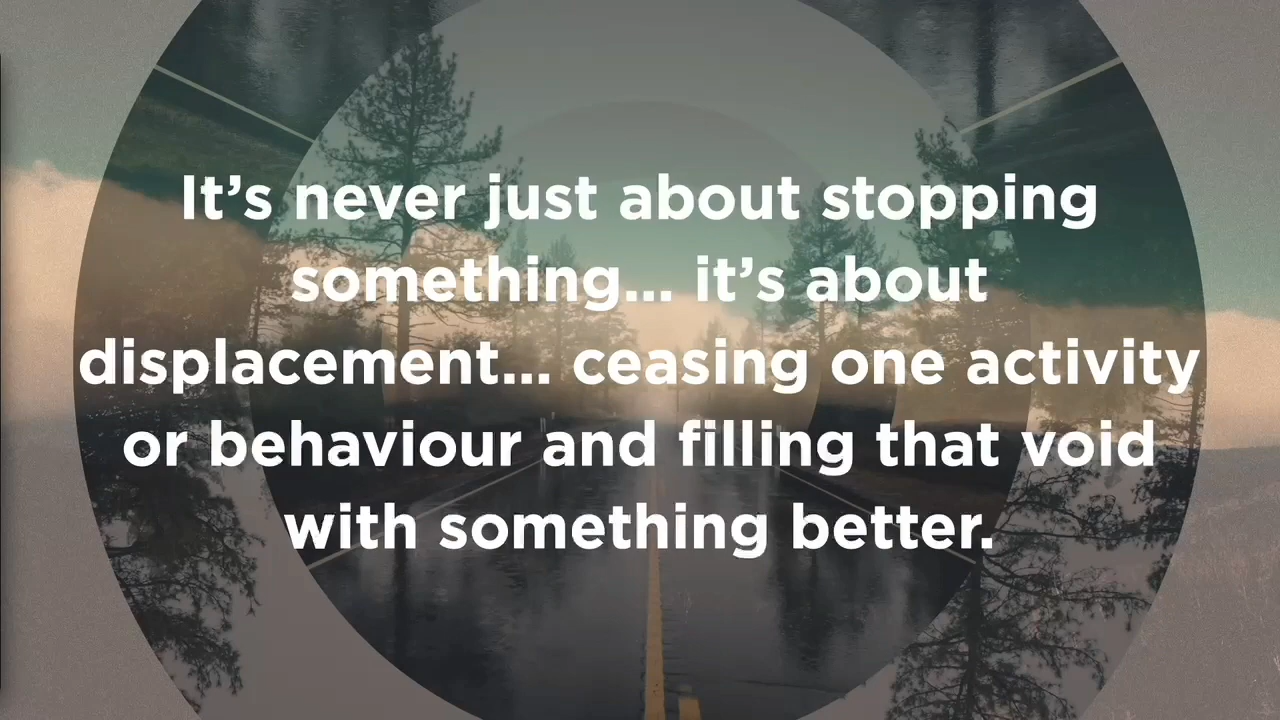 It’s never just about stopping
something... it’s about
displacement... ceasing one activity
or behaviour and filling that void
with something better.